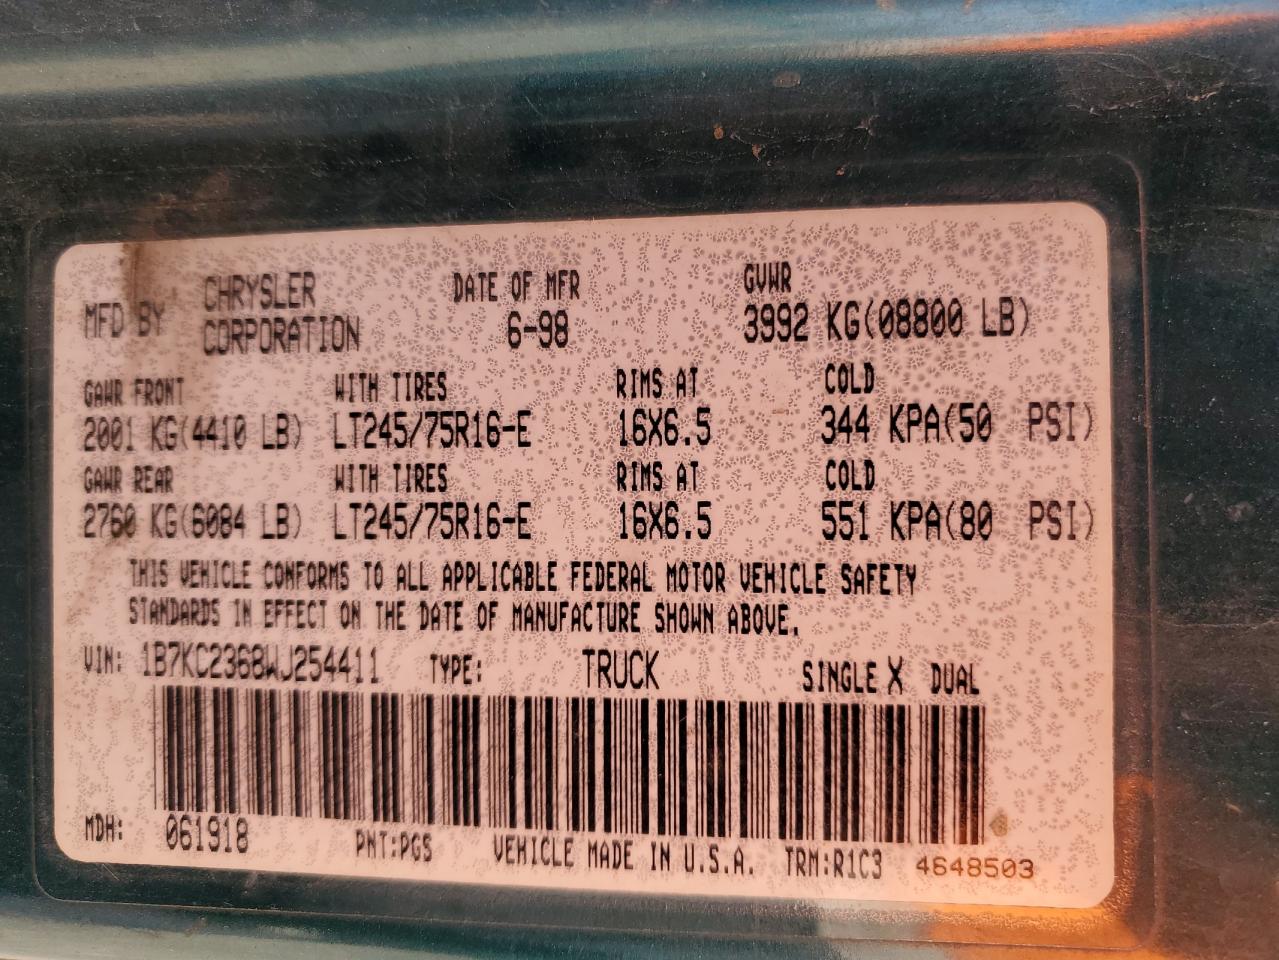 MFD BY CHRYSLER CORPORATION DATE OF MFR 6-98 GVWR 3992 KG(08800 LB)
GAWR FRONT WITH TIRES RIMS AT COLD
2001 KG(4410 LB) LT245/75R16-E 16X6.5 344 KPA(50 PSI)
GAWR REAR WITH TIRES RIMS AT COLD
2760 KG(6084 LB) LT245/75R16-E 16X6.5 551 KPA(80 PSI)
THIS VEHICLE CONFORMS TO ALL APPLICABLE FEDERAL MOTOR VEHICLE SAFETY
STANDARDS IN EFFECT ON THE DATE OF MANUFACTURE SHOWN ABOVE.
VIN: 1B7KC2368WJ254411 TYPE: TRUCK SINGLE X DUAL
MDH: 061918 PNT:PGS VEHICLE MADE IN U.S.A. TRM:R1C3 4648503